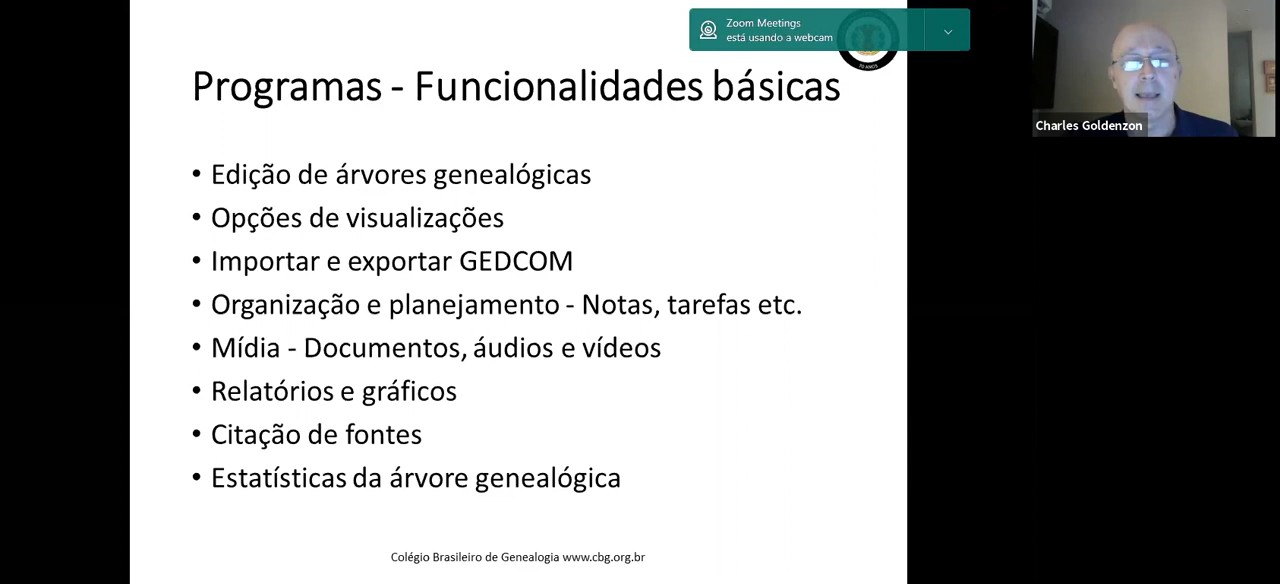 Zoom Meetings
está usando a webcam
70 ANOS
Programas - Funcionalidades básicas
Charles Goldenzon
• Edição de árvores genealógicas
• Opções de visualizações
• Importar e exportar GEDCOM
• Organização e planejamento - Notas, tarefas etc.
• Mídia - Documentos, áudios e vídeos
• Relatórios e gráficos
• Citação de fontes
• Estatísticas da árvore genealógica
Colégio Brasileiro de Genealogia www.cbg.org.br